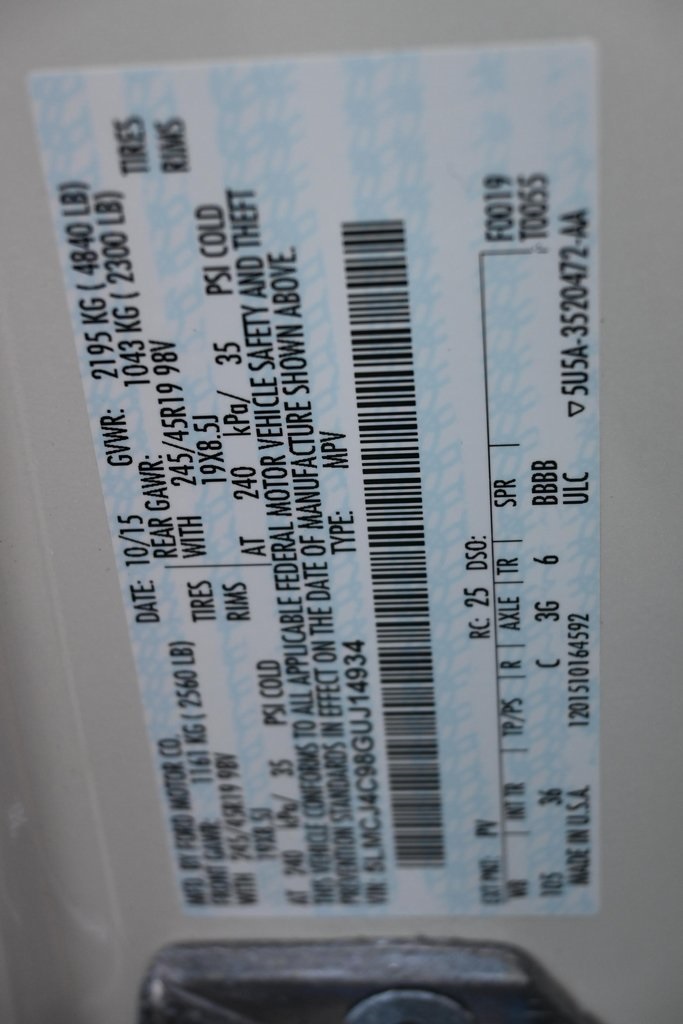 MFD. BY FORD MOTOR CO.
DATE: 10/15 GVWR: 2195 KG ( 4840 LB)
FRONT GAWR: 1161 KG ( 2560 LB)
REAR GAWR: 1043 KG ( 2300 LB)
WITH 245/45R19 98V TIRES
WITH 245/45R19 98V TIRES
19X8.5J RIMS
19X8.5J RIMS
AT 240 kPa/ 35 PSI COLD
AT 240 kPa/ 35 PSI COLD
THIS VEHICLE CONFORMS TO ALL APPLICABLE FEDERAL MOTOR VEHICLE SAFETY AND THEFT
PREVENTION STANDARDS IN EFFECT ON THE DATE OF MANUFACTURE SHOWN ABOVE.
VIN: 5LMCJ4C98GUJ14934 TYPE: MPV
F0019
T0055
EXT PNT: PV RC: 25 DSO:
WB INT TR TP/PS R AXLE TR SPR
105 36 C 3G 6 BBBB
MADE IN U.S.A. 1201510164592 ULC ▽ 5U5A-3520472-AA